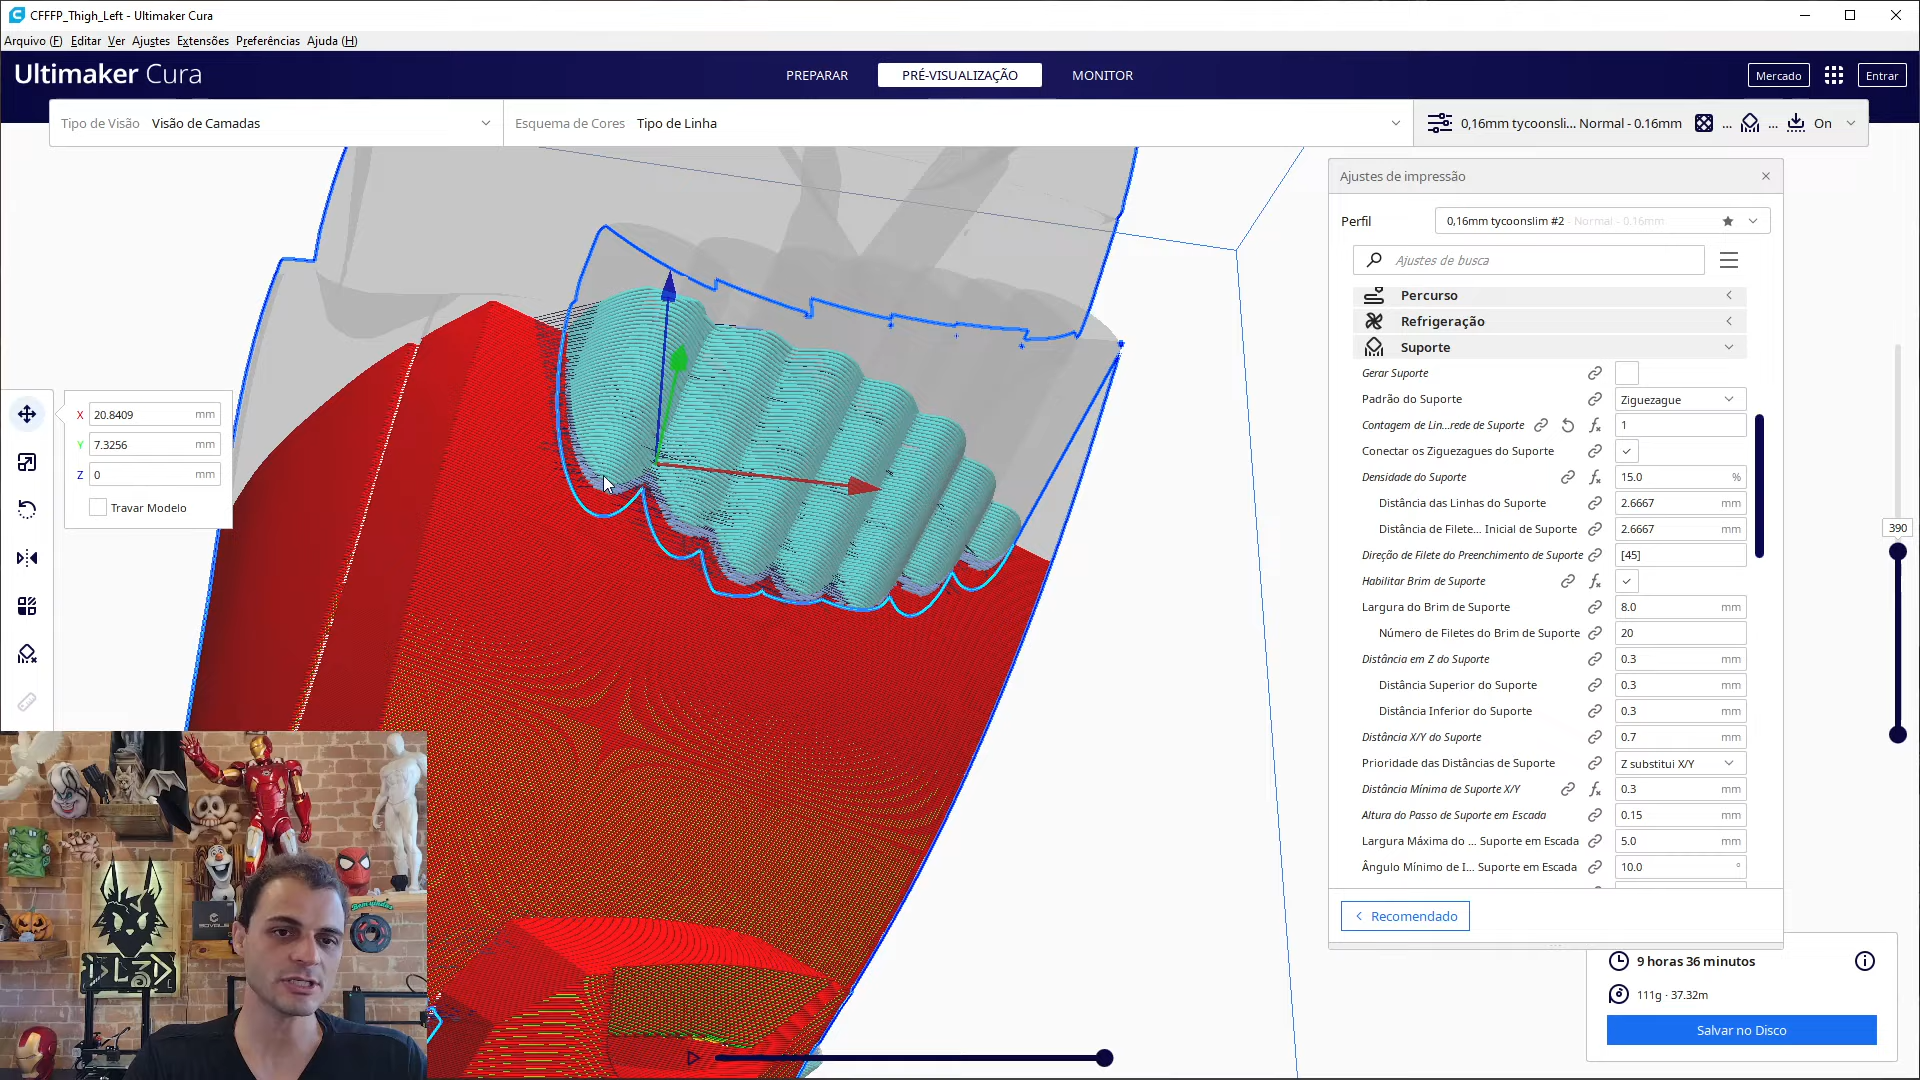 CFFFP_Thigh_Left - Ultimaker Cura
Arquivo (F) Editar Ver Ajustes Extensões Preferências Ajuda (H)
Ultimaker Cura
PREPARAR
PRÉ-VISUALIZAÇÃO
MONITOR
Mercado
Entrar
Tipo de Visão Visão de Camadas
Esquema de Cores Tipo de Linha
0,16mm tycoonsli... Normal - 0.16mm ... ... On
Ajustes de impressão
Perfil 0,16mm tycoonslim #2 - Normal - 0.16mm
Ajustes de busca
Percurso
Refrigeração
Suporte
Gerar Suporte
Padrão do Suporte Ziguezague
Contagem de Lin...rede de Suporte 1
Conectar os Ziguezagues do Suporte
Densidade do Suporte 15.0 %
Distância das Linhas do Suporte 2.6667 mm
Distância de Filete... Inicial de Suporte 2.6667 mm
Direção de Filete do Preenchimento de Suporte [45]
Habilitar Brim de Suporte
Largura do Brim de Suporte 8.0 mm
Número de Filetes do Brim de Suporte 20
Distância em Z do Suporte 0.3 mm
Distância Superior do Suporte 0.3 mm
Distância Inferior do Suporte 0.3 mm
Distância X/Y do Suporte 0.7 mm
Prioridade das Distâncias de Suporte Z substitui X/Y
Distância Mínima de Suporte X/Y 0.3 mm
Altura do Passo de Suporte em Escada 0.15 mm
Largura Máxima do ... Suporte em Escada 5.0 mm
Ângulo Mínimo de I... Suporte em Escada 10.0 °
Recomendado
X 20.8409 mm
Y 7.3256 mm
Z 0 mm
Travar Modelo
390
9 horas 36 minutos
111g · 37.32m
Salvar no Disco
Bem vindos